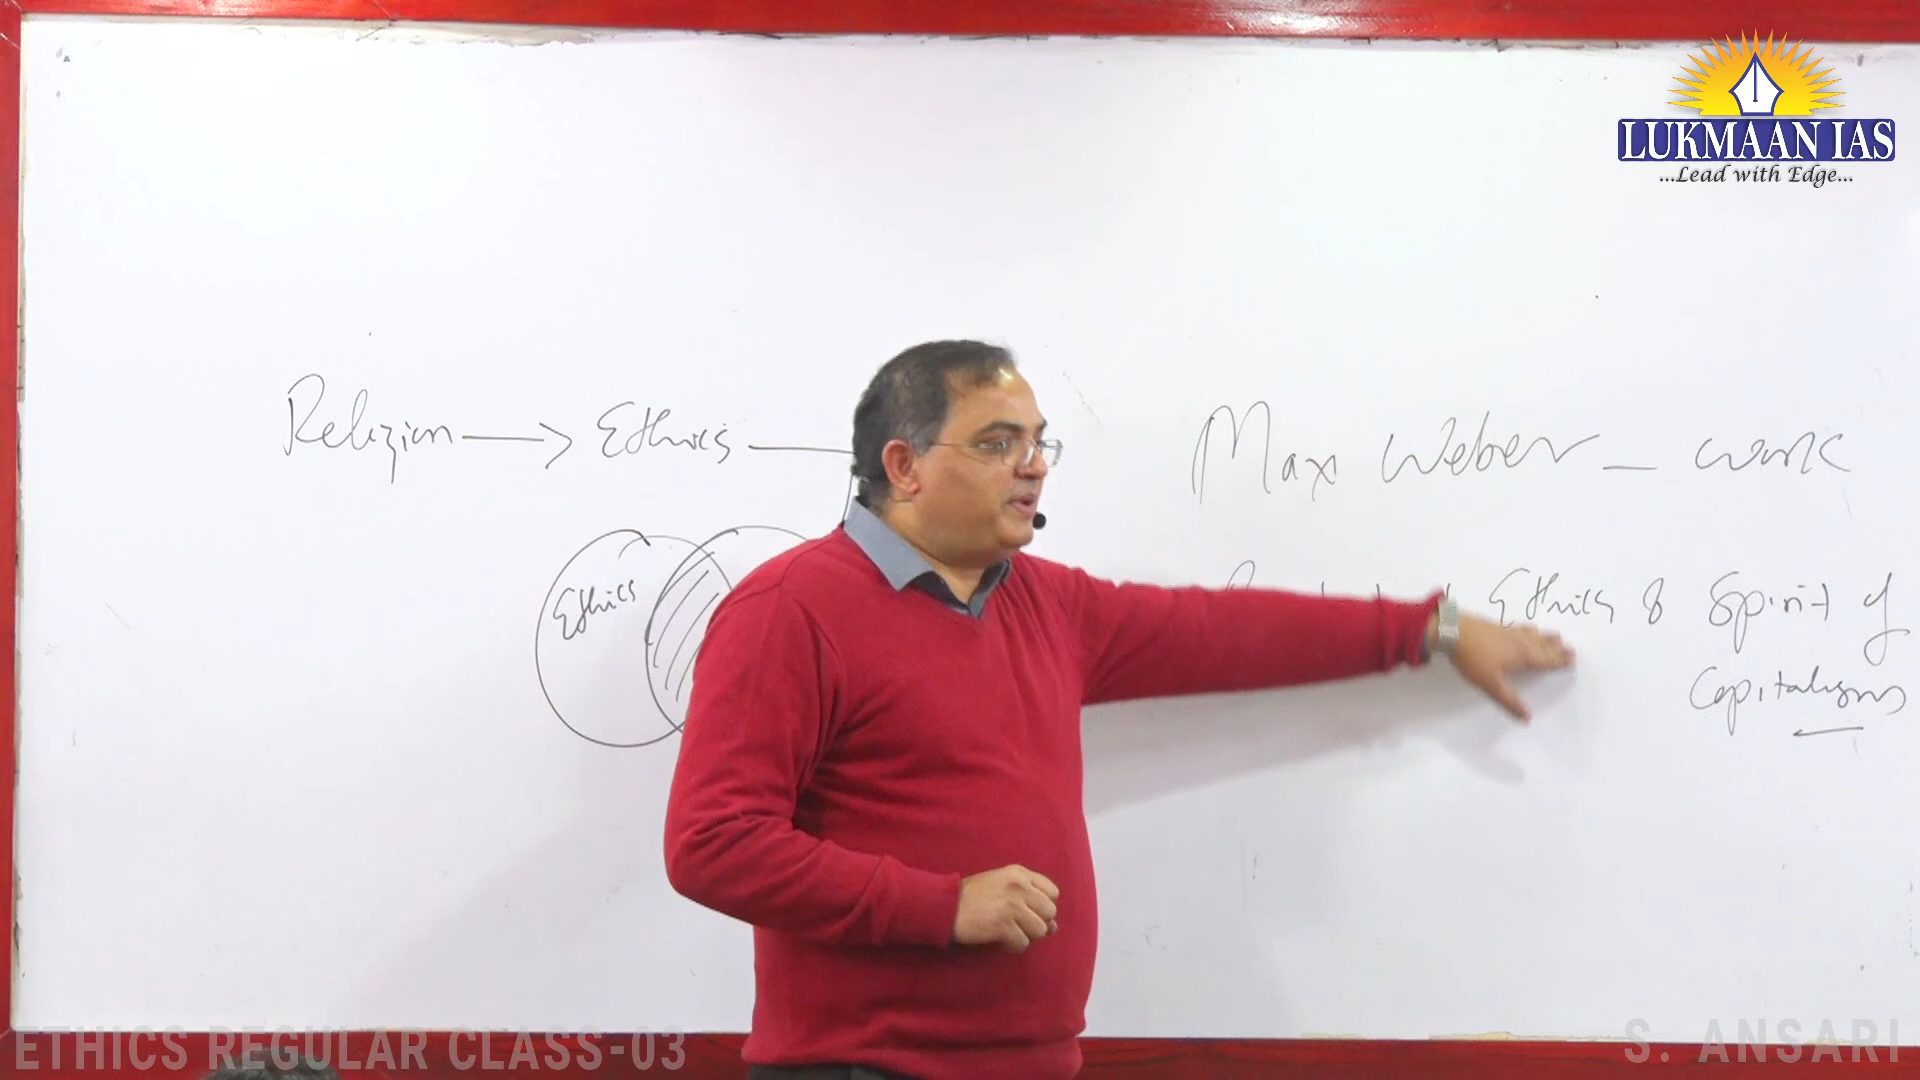 LUKMAAN IAS
...Lead with Edge...
Religion → Ethics
Max Weber - work
Ethics
Ethics & Spirit of
Capitalism
ETHICS REGULAR CLASS-03
S. ANSARI